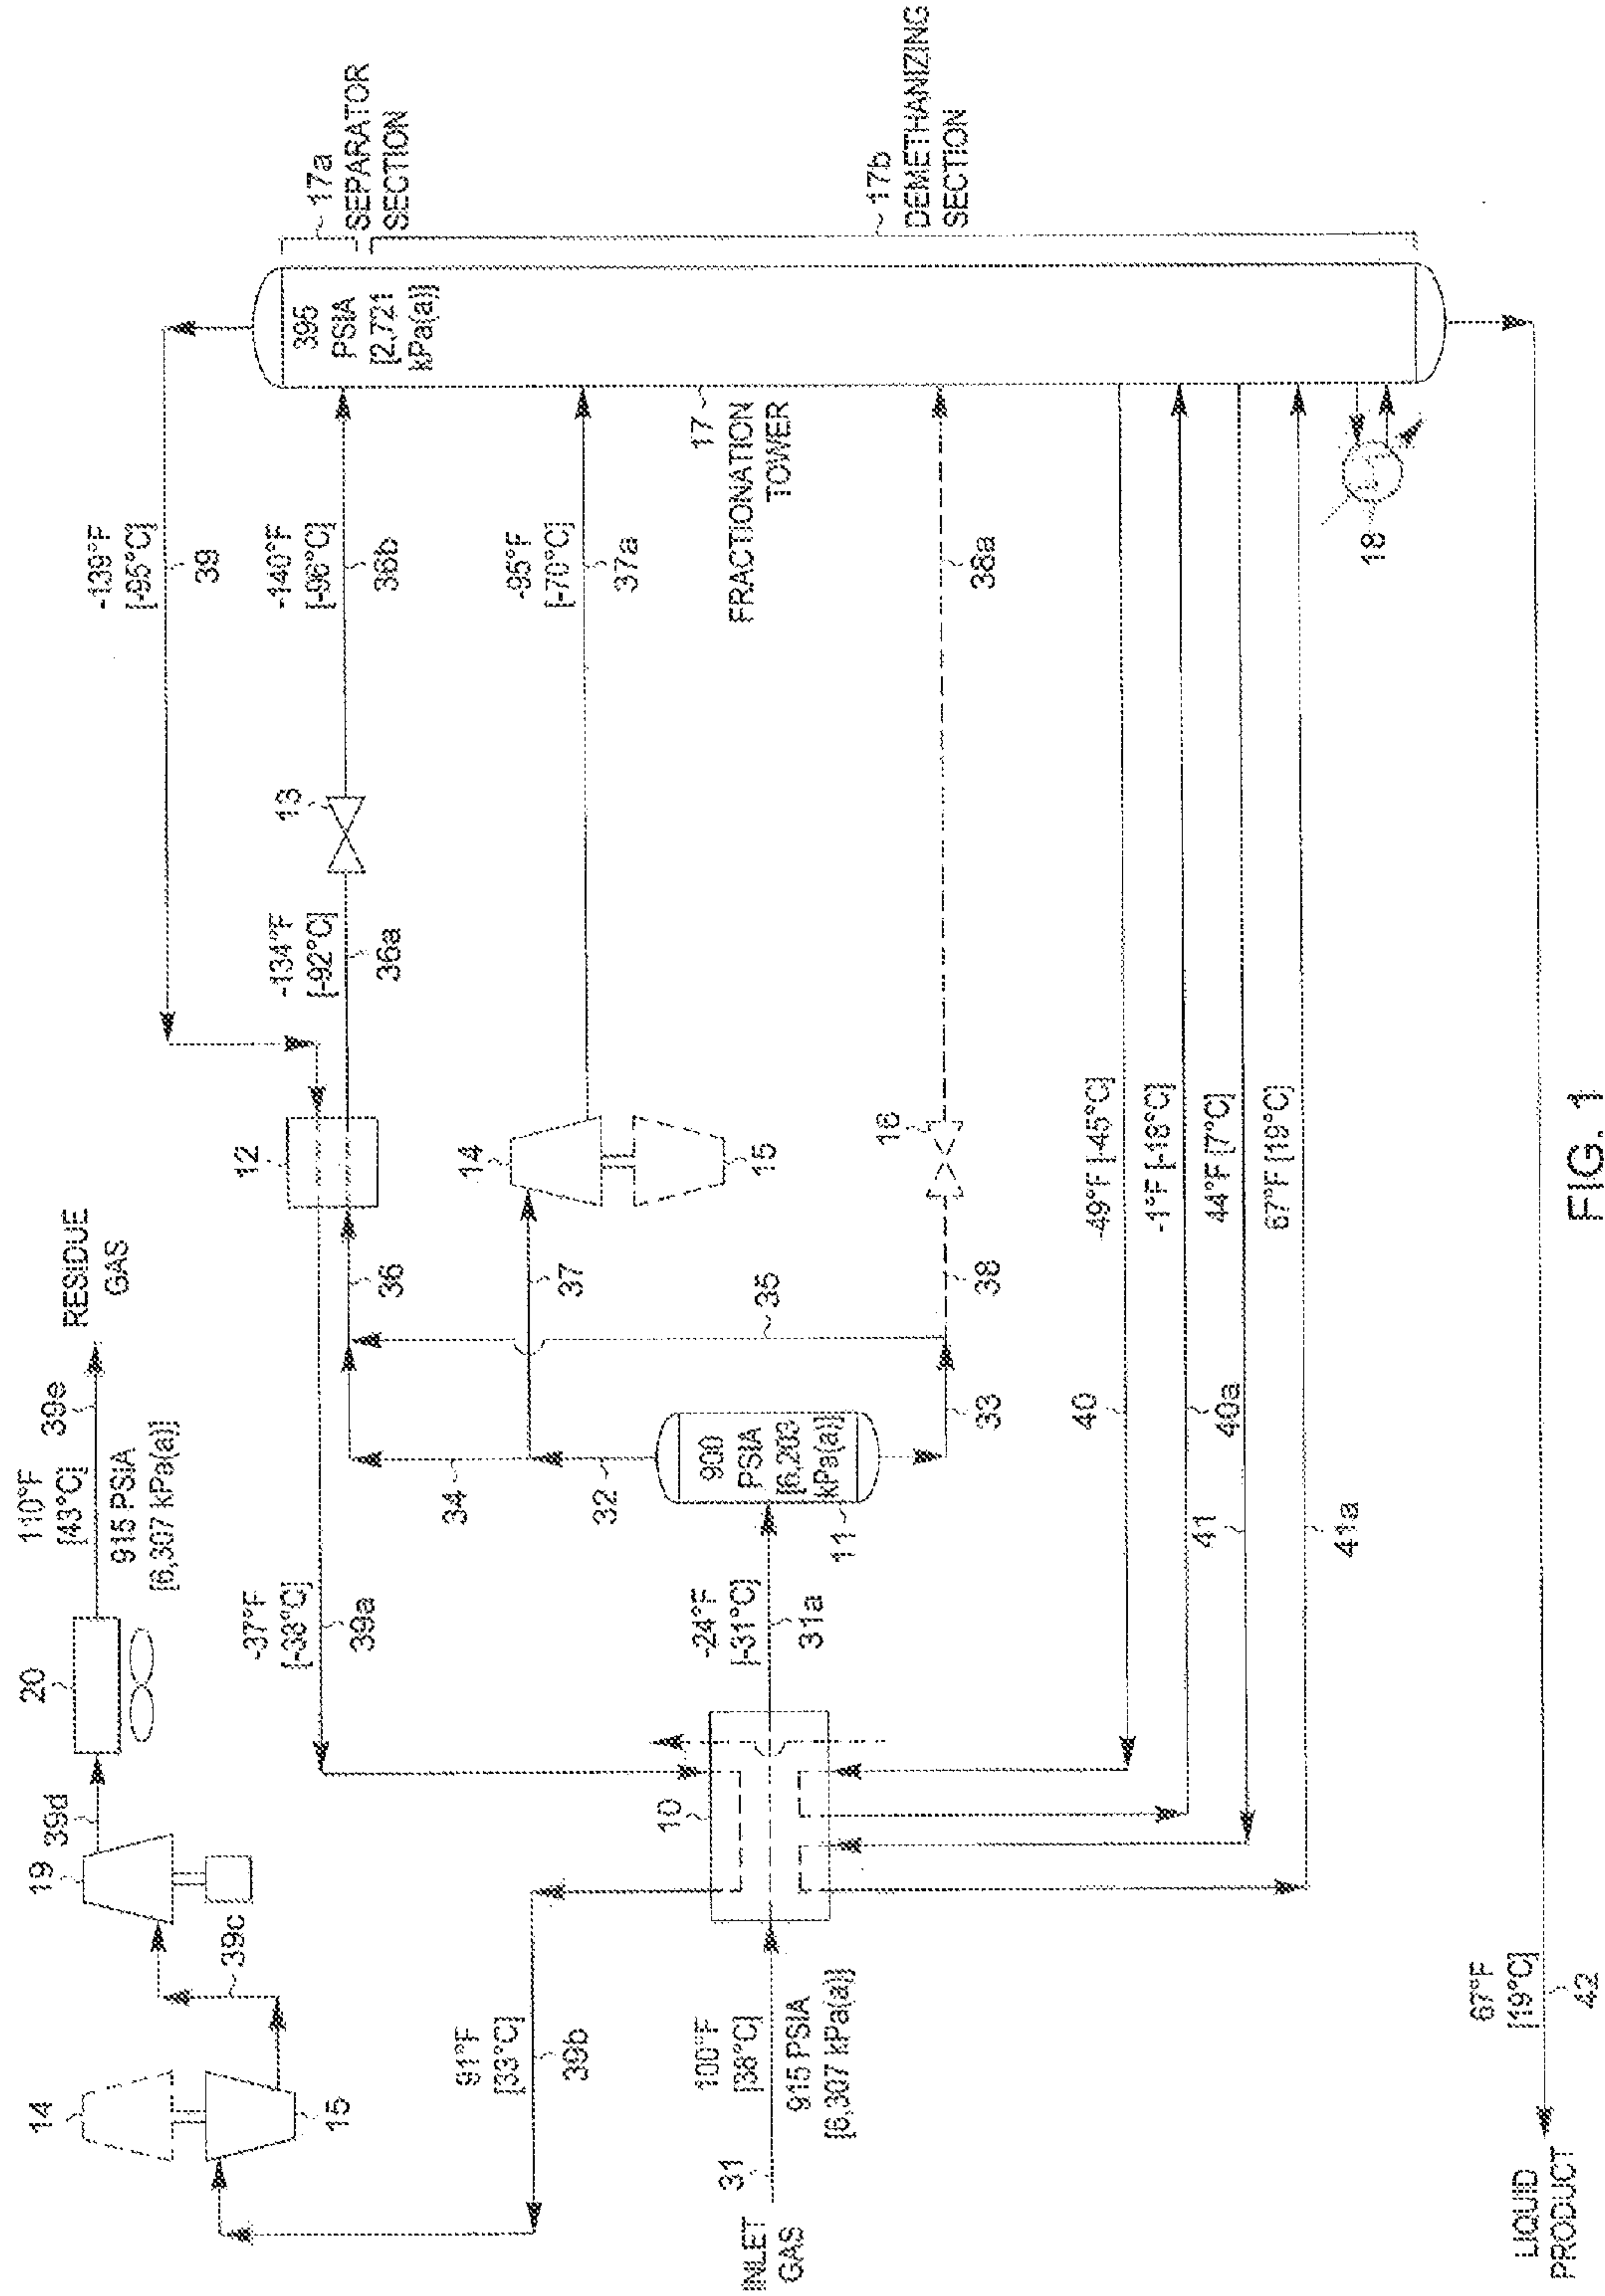 RESIDUE
GAS
110°F
[43°C]
39e
915 PSIA
[6,307 kPa(a)]
20
39d
19
39c
14
15
-139°F
[-95°C]
39
-140°F
[-96°C]
36b
13
-134°F
[-92°C]
36a
12
36
-37°F
[-38°C]
39a
17a
SEPARATOR
SECTION
395
PSIA
[2,721
kPa(a)]
-95°F
[-70°C]
37a
14
15
37
34
32
35
17
FRACTIONATION
TOWER
17b
DEMETHANIZING
SECTION
91°F
[33°C]
39b
INLET
GAS
31
100°F
[38°C]
915 PSIA
[6,307 kPa(a)]
10
-24°F
[-31°C]
31a
11
900
PSIA
[6,203
kPa(a)]
33
38
16
38a
40
-49°F [-45°C]
40a
-1°F [-18°C]
41
44°F [7°C]
41a
67°F [19°C]
18
LIQUID
PRODUCT
67°F
[19°C]
42
FIG. 1